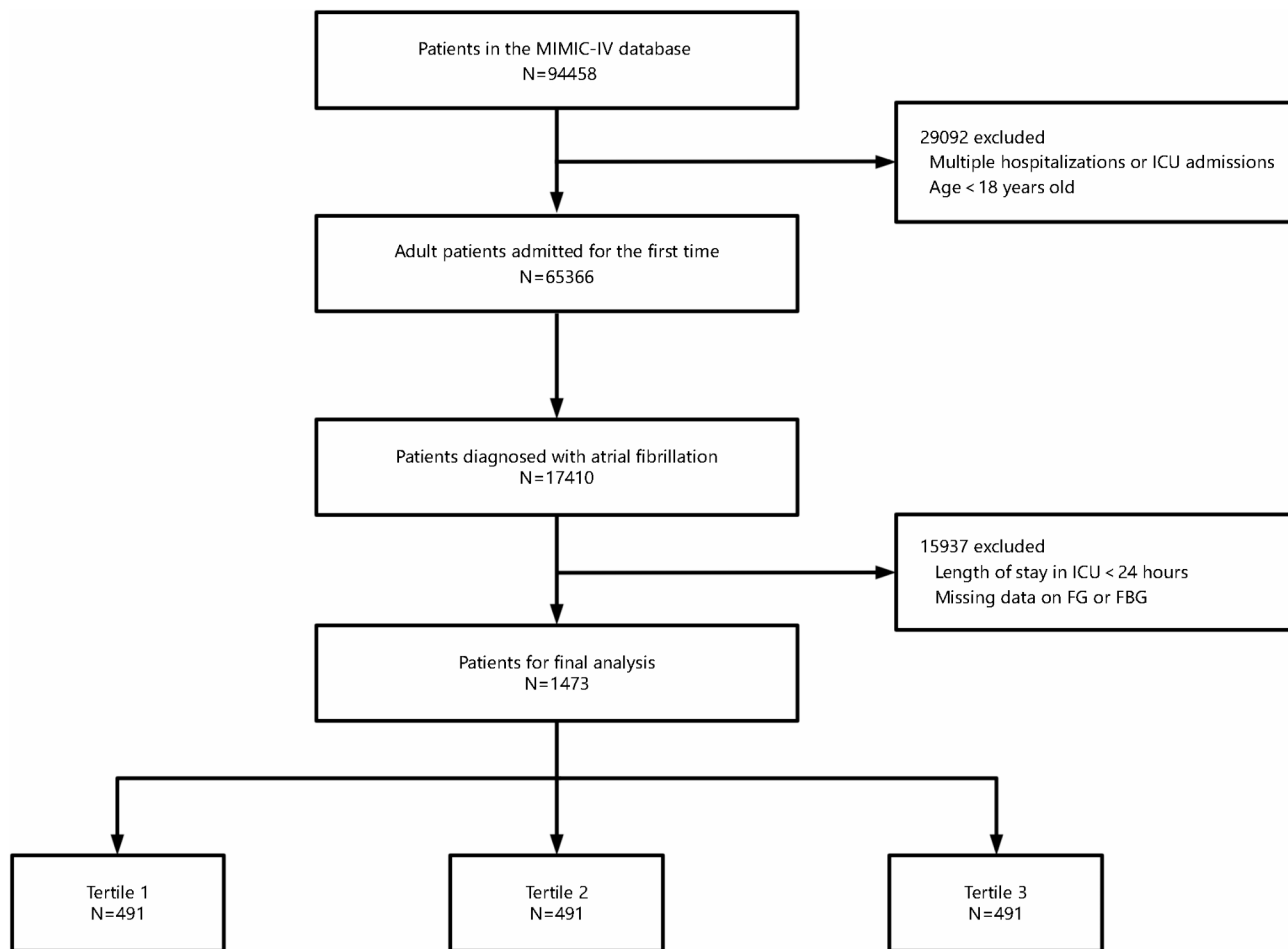 Patients in the MIMIC-IV database
N=94458
29092 excluded
Multiple hospitalizations or ICU admissions
Age < 18 years old
Adult patients admitted for the first time
N=65366
Patients diagnosed with atrial fibrillation
N=17410
15937 excluded
Length of stay in ICU < 24 hours
Missing data on FG or FBG
Patients for final analysis
N=1473
Tertile 1
N=491
Tertile 2
N=491
Tertile 3
N=491